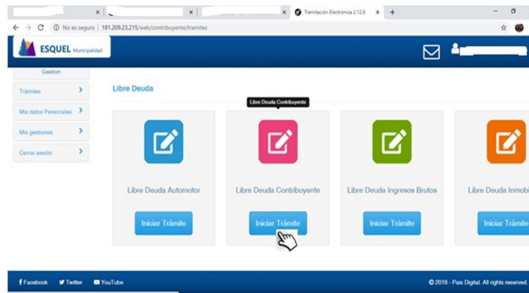 Tramitación Electrónica 2.12.6
No es seguro | 181.209.23.215/web/contribuyente/tramites
ESQUEL Municipalidad
Gestion
Trámites
Mis datos Personales
Mis gestiones
Cerrar sesión
Libre Deuda
Libre Deuda Contribuyente
Libre Deuda Automotor
Libre Deuda Contribuyente
Libre Deuda Ingresos Brutos
Libre Deuda Inmobi
Iniciar Trámite
Iniciar Trámite
Iniciar Trámite
Iniciar Trámite
Facebook Twitter YouTube
© 2018 - Pais Digital. All rights reserved